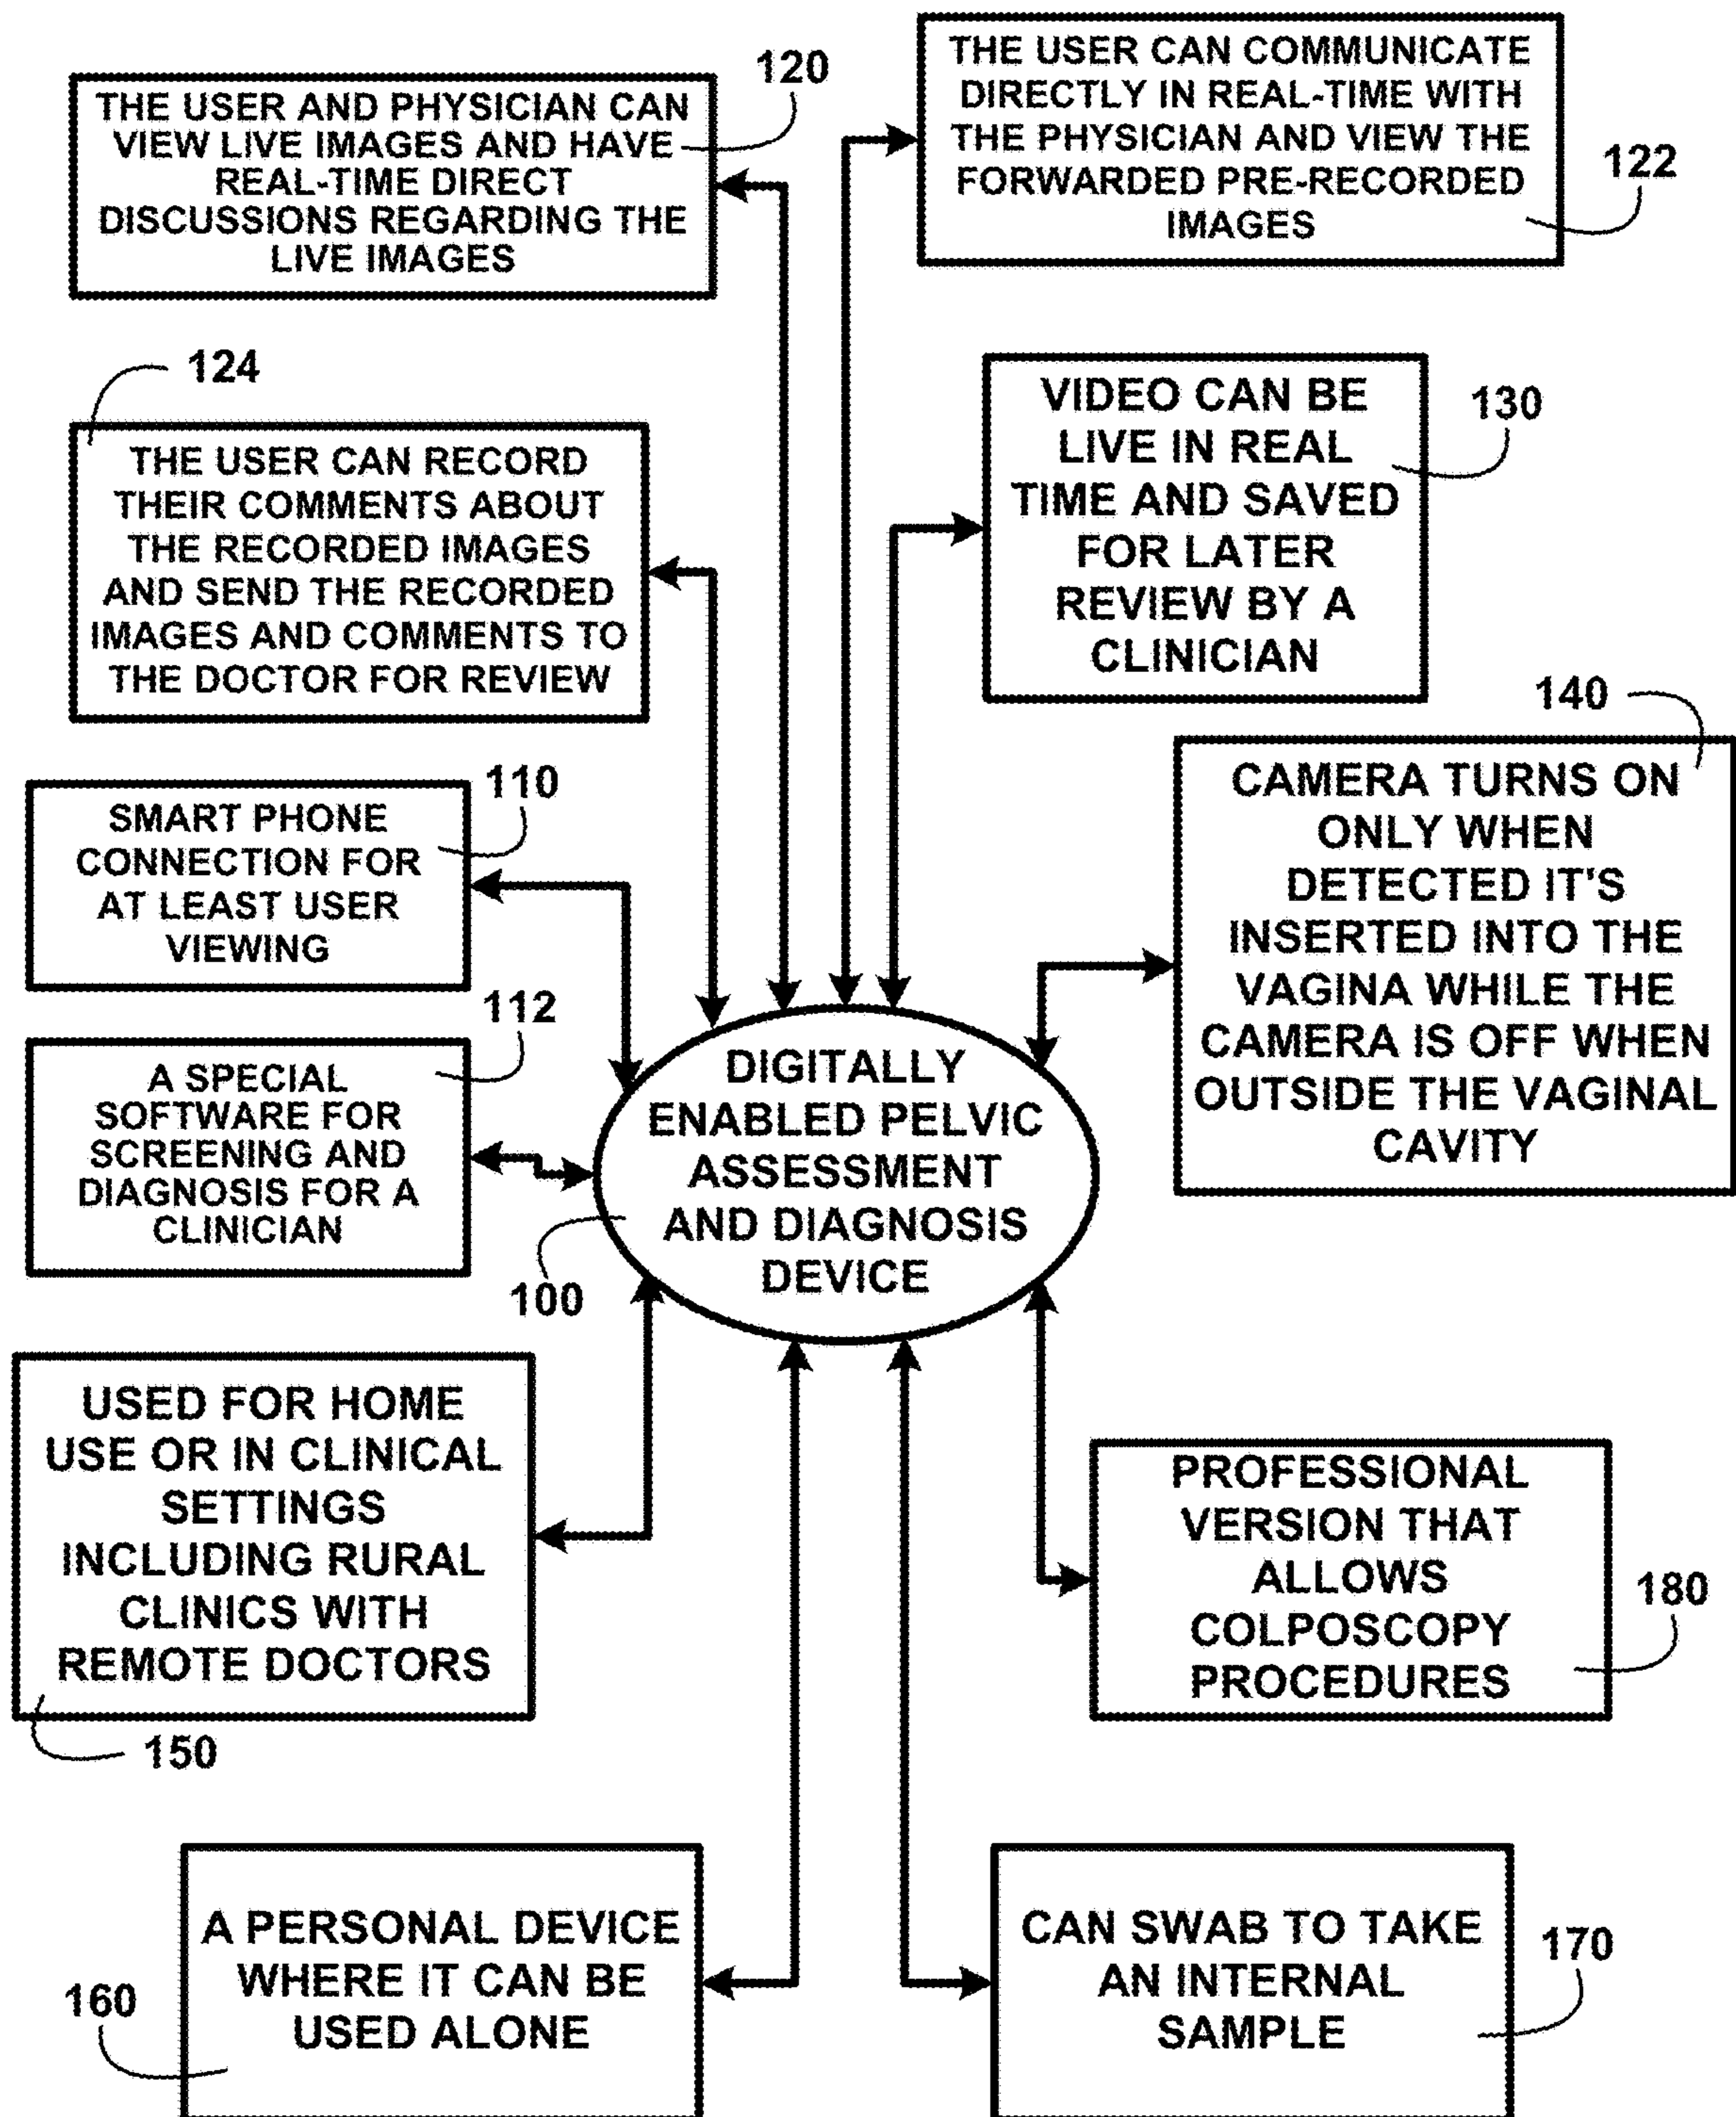 120
THE USER AND PHYSICIAN CAN
VIEW LIVE IMAGES AND HAVE
REAL-TIME DIRECT
DISCUSSIONS REGARDING THE
LIVE IMAGES
THE USER CAN COMMUNICATE
DIRECTLY IN REAL-TIME WITH
THE PHYSICIAN AND VIEW THE
FORWARDED PRE-RECORDED
IMAGES
122
124
THE USER CAN RECORD
THEIR COMMENTS ABOUT
THE RECORDED IMAGES
AND SEND THE RECORDED
IMAGES AND COMMENTS TO
THE DOCTOR FOR REVIEW
VIDEO CAN BE
LIVE IN REAL
TIME AND SAVED
FOR LATER
REVIEW BY A
CLINICIAN
130
110
SMART PHONE
CONNECTION FOR
AT LEAST USER
VIEWING
140
CAMERA TURNS ON
ONLY WHEN
DETECTED IT'S
INSERTED INTO THE
VAGINA WHILE THE
CAMERA IS OFF WHEN
OUTSIDE THE VAGINAL
CAVITY
112
A SPECIAL
SOFTWARE FOR
SCREENING AND
DIAGNOSIS FOR A
CLINICIAN
DIGITALLY
ENABLED PELVIC
ASSESSMENT
AND DIAGNOSIS
DEVICE
100
USED FOR HOME
USE OR IN CLINICAL
SETTINGS
INCLUDING RURAL
CLINICS WITH
REMOTE DOCTORS
150
PROFESSIONAL
VERSION THAT
ALLOWS
COLPOSCOPY
PROCEDURES
180
A PERSONAL DEVICE
WHERE IT CAN BE
USED ALONE
160
CAN SWAB TO TAKE
AN INTERNAL
SAMPLE
170